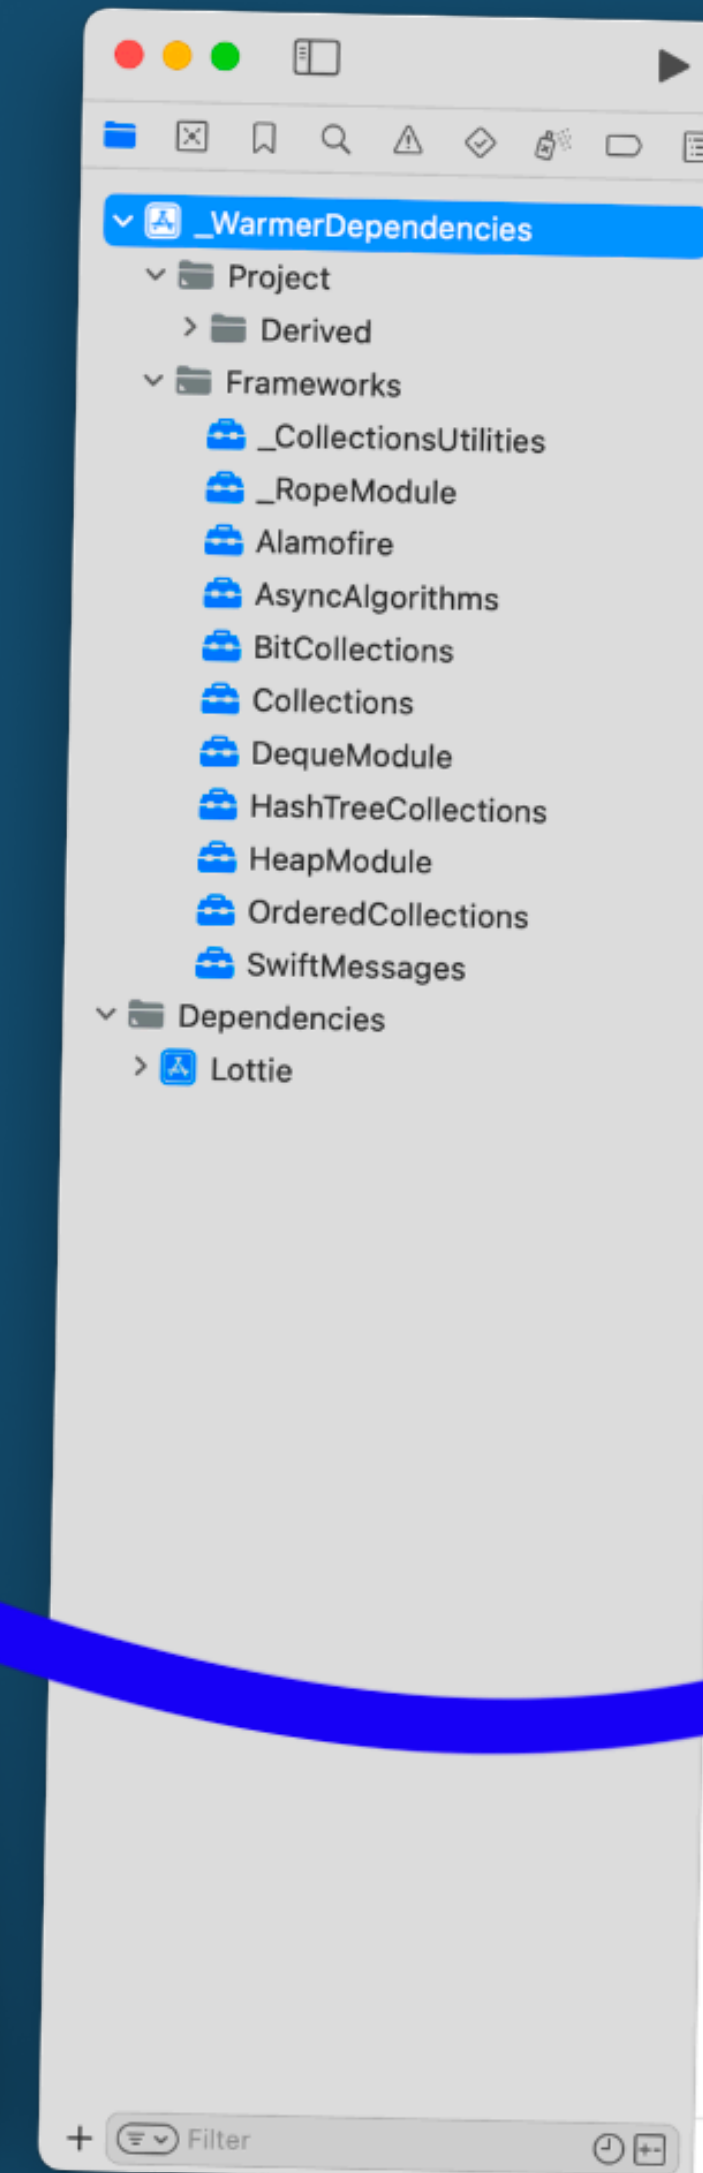 _WarmerDependencies
Project
Derived
Frameworks
_CollectionsUtilities
_RopeModule
Alamofire
AsyncAlgorithms
BitCollections
Collections
DequeModule
HashTreeCollections
HeapModule
OrderedCollections
SwiftMessages
Dependencies
Lottie
Filter